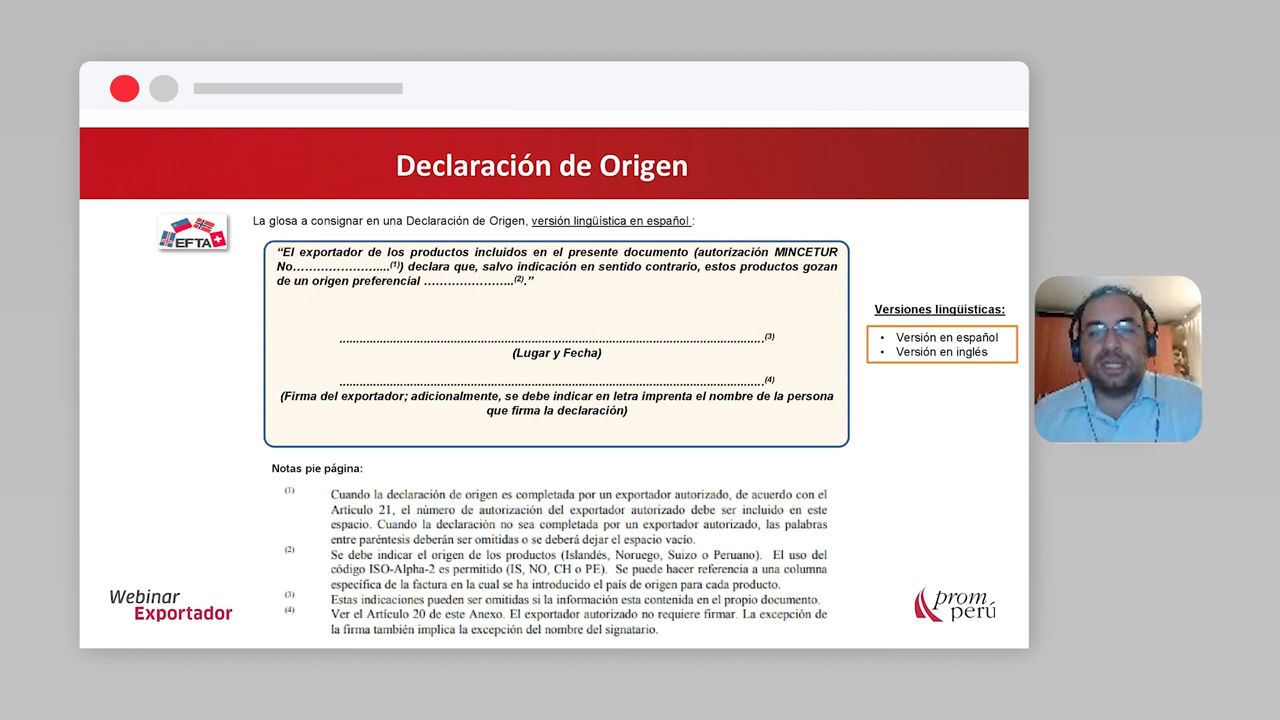 Declaración de Origen
EFTA
La glosa a consignar en una Declaración de Origen, versión lingüística en español :
“El exportador de los productos incluidos en el presente documento (autorización MINCETUR
No…………………....(1)) declara que, salvo indicación en sentido contrario, estos productos gozan
de un origen preferencial …………………..(2).”
....................................................................................................................................(3)
(Lugar y Fecha)
....................................................................................................................................(4)
(Firma del exportador; adicionalmente, se debe indicar en letra imprenta el nombre de la persona
que firma la declaración)
Versiones lingüísticas:
• Versión en español
• Versión en inglés
Notas pie página:
(1) Cuando la declaración de origen es completada por un exportador autorizado, de acuerdo con el
Artículo 21, el número de autorización del exportador autorizado debe ser incluido en este
espacio. Cuando la declaración no sea completada por un exportador autorizado, las palabras
entre paréntesis deberán ser omitidas o se deberá dejar el espacio vacío.
(2) Se debe indicar el origen de los productos (Islandés, Noruego, Suizo o Peruano). El uso del
código ISO-Alpha-2 es permitido (IS, NO, CH o PE). Se puede hacer referencia a una columna
específica de la factura en la cual se ha introducido el país de origen para cada producto.
(3) Estas indicaciones pueden ser omitidas si la información esta contenida en el propio documento.
(4) Ver el Artículo 20 de este Anexo. El exportador autorizado no requiere firmar. La excepción de
la firma también implica la excepción del nombre del signatario.
Webinar
Exportador
prom
perú